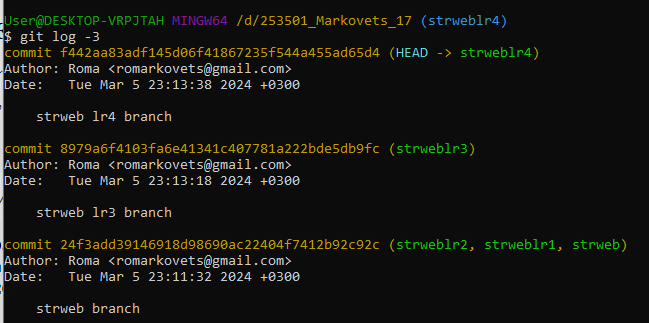 User@DESKTOP-VRPJTAH MINGW64 /d/253501_Markovets_17 (strweblr4)
$ git log -3
commit f442aa83adf145d06f41867235f544a455ad65d4 (HEAD -> strweblr4)
Author: Roma <romarkovets@gmail.com>
Date:   Tue Mar 5 23:13:38 2024 +0300
    strweb lr4 branch
commit 8979a6f4103fa6e41341c407781a222bde5db9fc (strweblr3)
Author: Roma <romarkovets@gmail.com>
Date:   Tue Mar 5 23:13:18 2024 +0300
    strweb lr3 branch
commit 24f3add39146918d98690ac22404f7412b92c92c (strweblr2, strweblr1, strweb)
Author: Roma <romarkovets@gmail.com>
Date:   Tue Mar 5 23:11:32 2024 +0300
    strweb branch